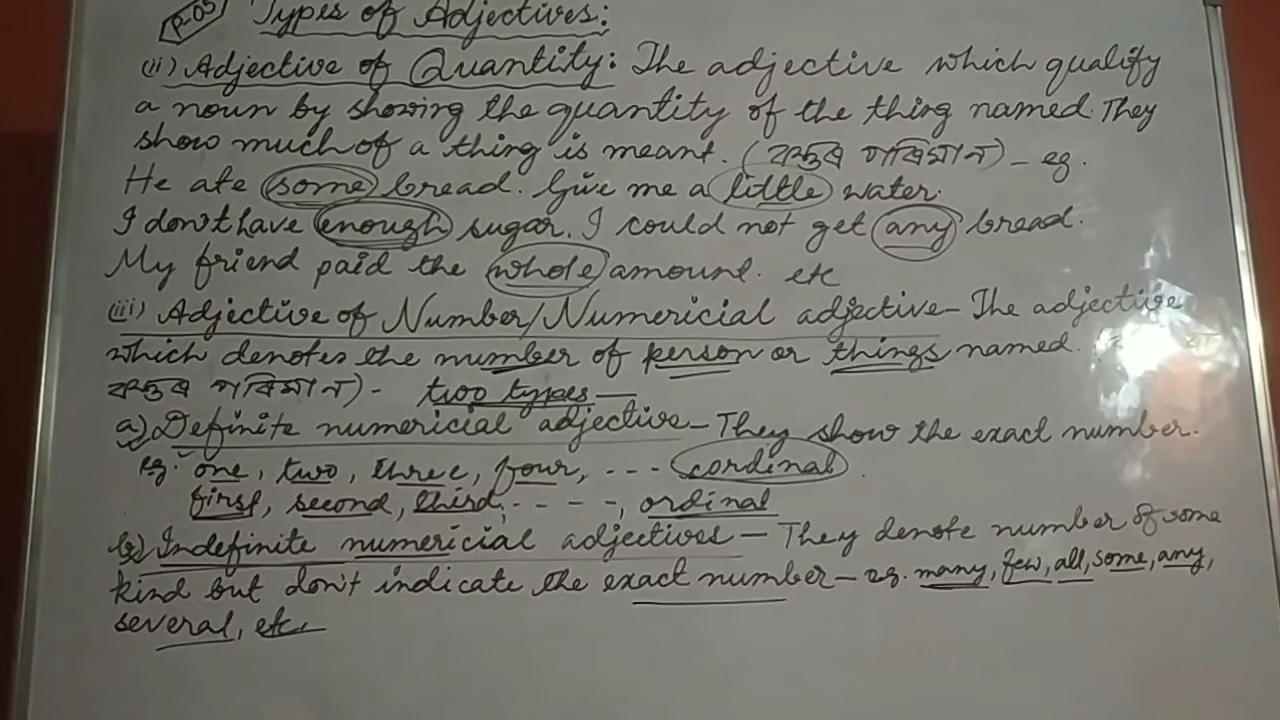 P-05 Types of Adjectives:
(ii) Adjective of Quantity: The adjective which qualify
a noun by showing the quantity of the thing named. They
show much of a thing is meant. (বস্তুর পরিমান) - eg.
He ate some bread. Give me a little water.
I don't have enough sugar. I could not get any bread.
My friend paid the whole amount. etc
(iii) Adjective of Number/Numericial adjective - The adjective
which denotes the number of person or things named.
বস্তুর পরিমান) - two types —
a) Definite numericial adjective - They show the exact number.
eg. one, two, three, four, --- cordinal
first, second, third, - - - -, ordinal
b) Indefinite numericial adjectives - They denote number of some
kind but don't indicate the exact number - eg. many, few, all, some, any,
several, etc.